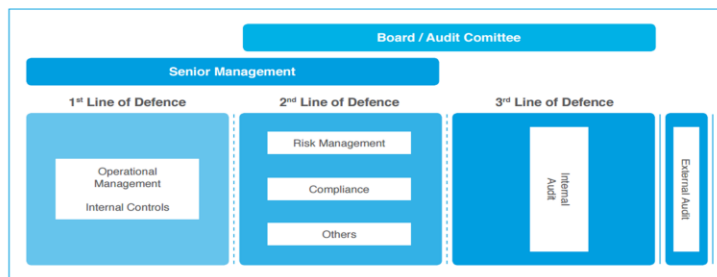 Board / Audit Comittee
Senior Management
1st Line of Defence
2nd Line of Defence
3rd Line of Defence
Operational
Management
Internal Controls
Risk Management
Compliance
Others
Internal
Audit
External Audit